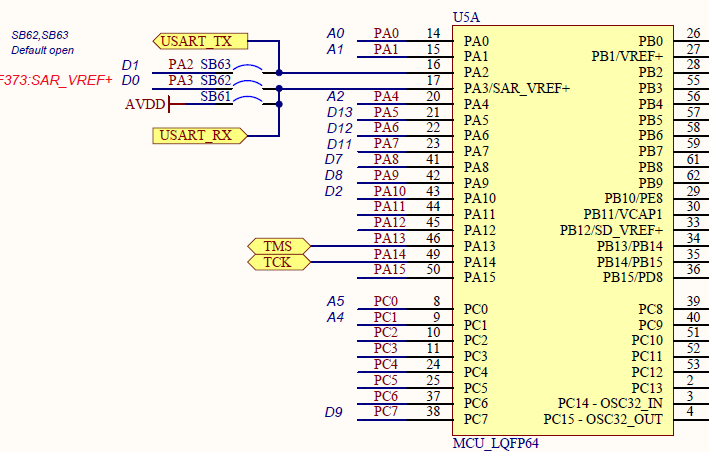 U5A
SB62,SB63
Default open
USART_TX
A0 PA0 14 PA0 PB0 26
A1 PA1 15 PA1 PB1/VREF+ 27
D1 PA2 SB63 16 PA2 PB2 28
F373:SAR_VREF+ D0 PA3 SB62 17 PA3/SAR_VREF+ PB3 55
AVDD SB61 A2 PA4 20 PA4 PB4 56
D13 PA5 21 PA5 PB5 57
USART_RX D12 PA6 22 PA6 PB6 58
D11 PA7 23 PA7 PB7 59
D7 PA8 41 PA8 PB8 61
D8 PA9 42 PA9 PB9 62
D2 PA10 43 PA10 PB10/PE8 29
PA11 44 PA11 PB11/VCAP1 30
PA12 45 PA12 PB12/SD_VREF+ 33
TMS PA13 46 PA13 PB13/PB14 34
TCK PA14 49 PA14 PB14/PB15 35
PA15 50 PA15 PB15/PD8 36
A5 PC0 8 PC0 PC8 39
A4 PC1 9 PC1 PC9 40
PC2 10 PC2 PC10 51
PC3 11 PC3 PC11 52
PC4 24 PC4 PC12 53
PC5 25 PC5 PC13 2
PC6 37 PC6 PC14 - OSC32_IN 3
D9 PC7 38 PC7 PC15 - OSC32_OUT 4
MCU_LQFP64